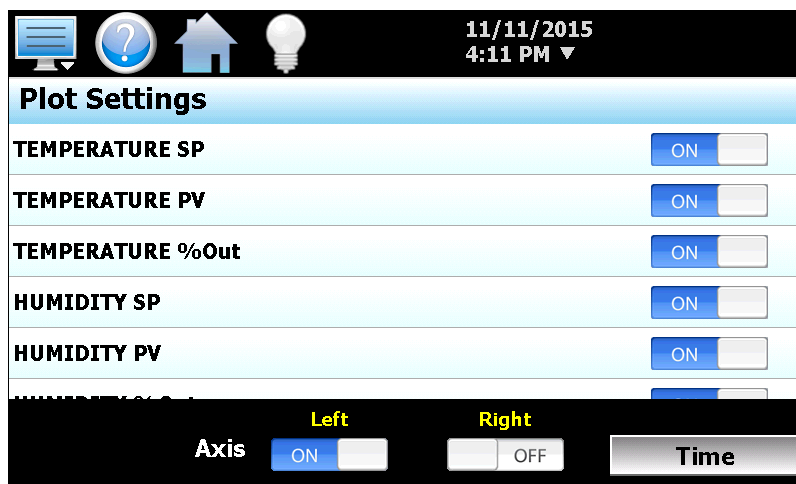 11/11/2015
4:11 PM ▼
Plot Settings
TEMPERATURE SP ON
TEMPERATURE PV ON
TEMPERATURE %Out ON
HUMIDITY SP ON
HUMIDITY PV ON
Left Right
Axis ON OFF Time